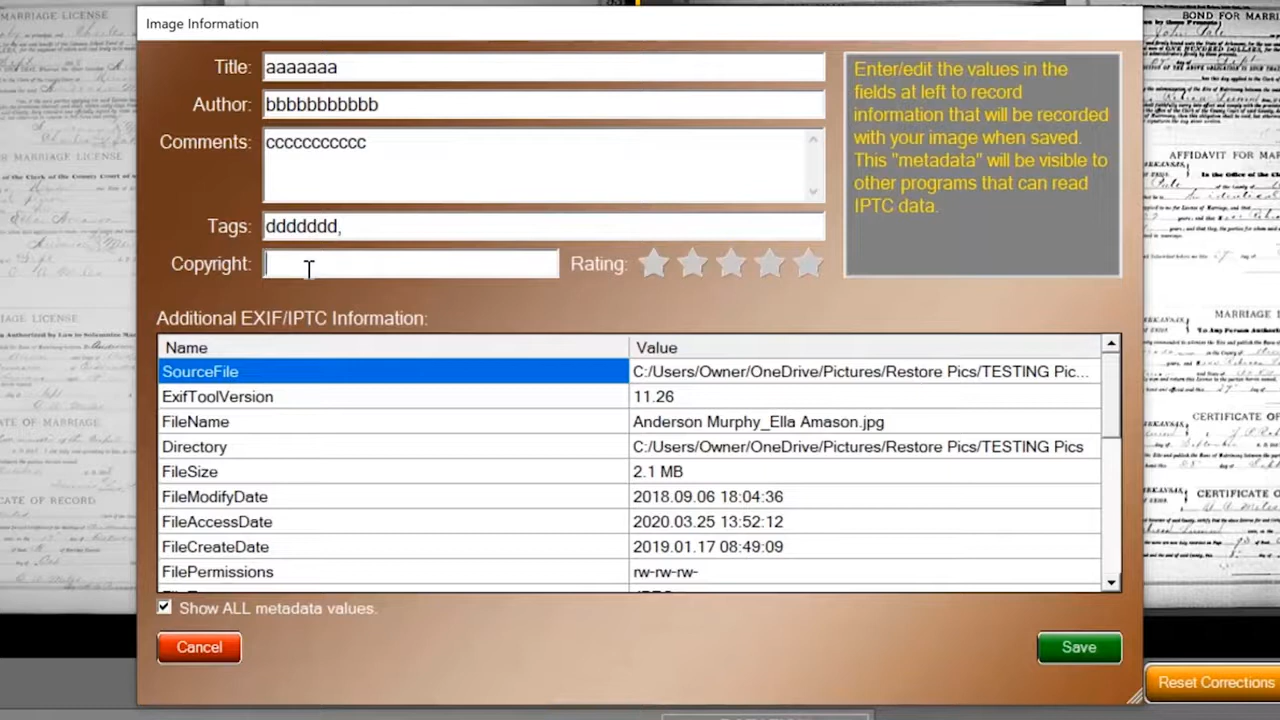 MARRIAGE LICENSE
BOND FOR MARRI
Image Information
Title: aaaaaaa
Author: bbbbbbbbbbb
Comments: ccccccccccc
Tags: ddddddd,
Copyright:
Rating:
Enter/edit the values in the
fields at left to record
information that will be recorded
with your image when saved.
This "metadata" will be visible to
other programs that can read
IPTC data.
AFFIDAVIT FOR MAR
Additional EXIF/IPTC Information:
Name Value
SourceFile C:/Users/Owner/OneDrive/Pictures/Restore Pics/TESTING Pic...
ExifToolVersion 11.26
FileName Anderson Murphy_Ella Amason.jpg
Directory C:/Users/Owner/OneDrive/Pictures/Restore Pics/TESTING Pics
FileSize 2.1 MB
FileModifyDate 2018.09.06 18:04:36
FileAccessDate 2020.03.25 13:52:12
FileCreateDate 2019.01.17 08:49:09
FilePermissions rw-rw-rw-
Show ALL metadata values.
Cancel
Save
MARRIAGE LICENSE
MARRIAGE L
CERTIFICATE OF
CERTIFICATE O
Reset Corrections